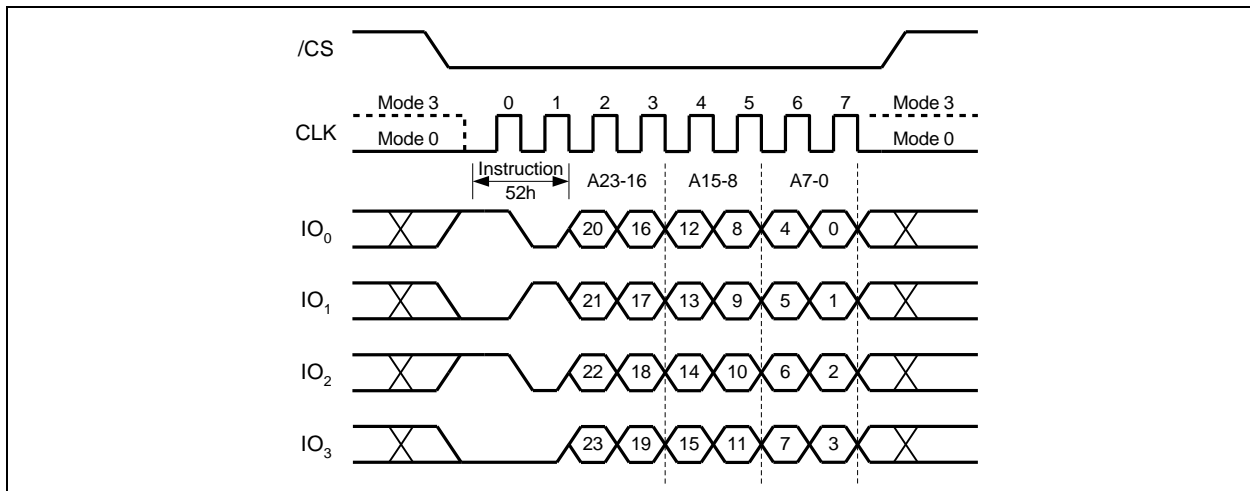 /CS
Mode 3 0 1 2 3 4 5 6 7 Mode 3
CLK
Mode 0 Mode 0
Instruction
52h
A23-16 A15-8 A7-0
IO0 20 16 12 8 4 0
IO1 21 17 13 9 5 1
IO2 22 18 14 10 6 2
IO3 23 19 15 11 7 3